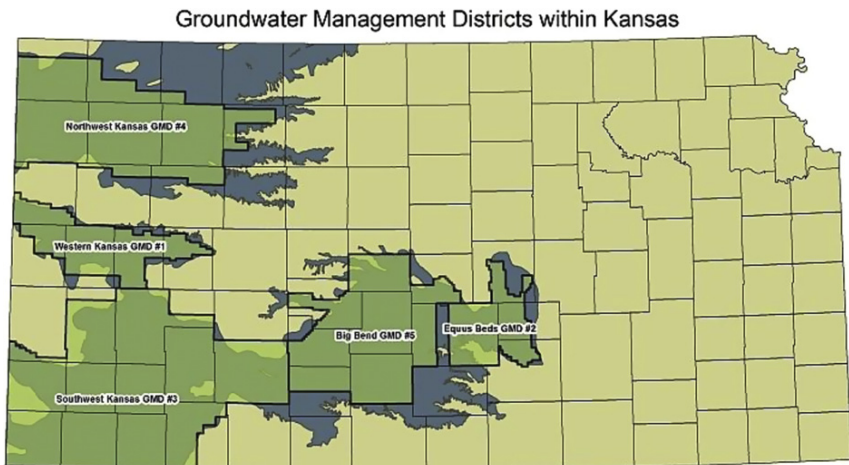 Groundwater Management Districts within Kansas
Northwest Kansas GMD #4
Western Kansas GMD #1
Big Bend GMD #5
Equus Beds GMD #2
Southwest Kansas GMD #3